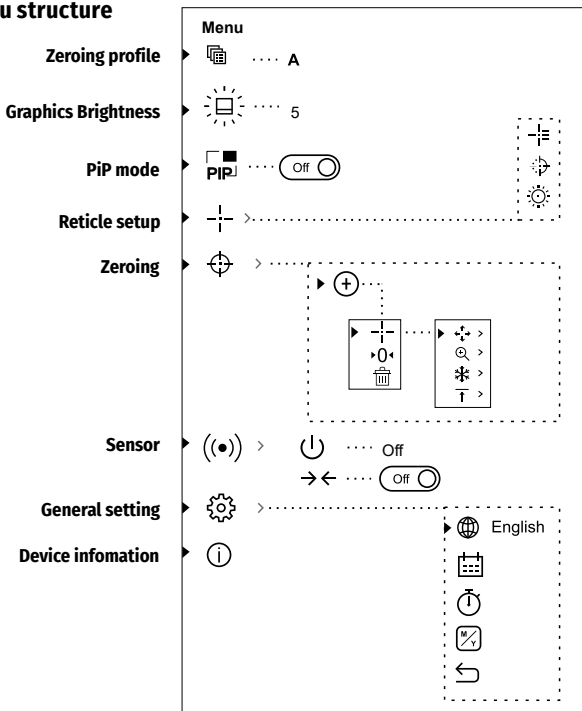 u structure
Menu
Zeroing profile
A
Graphics Brightness
5
PiP mode
PIP
Off
Reticle setup
Zeroing
0
Sensor
Off
Off
General setting
English
M/Y
Device infomation